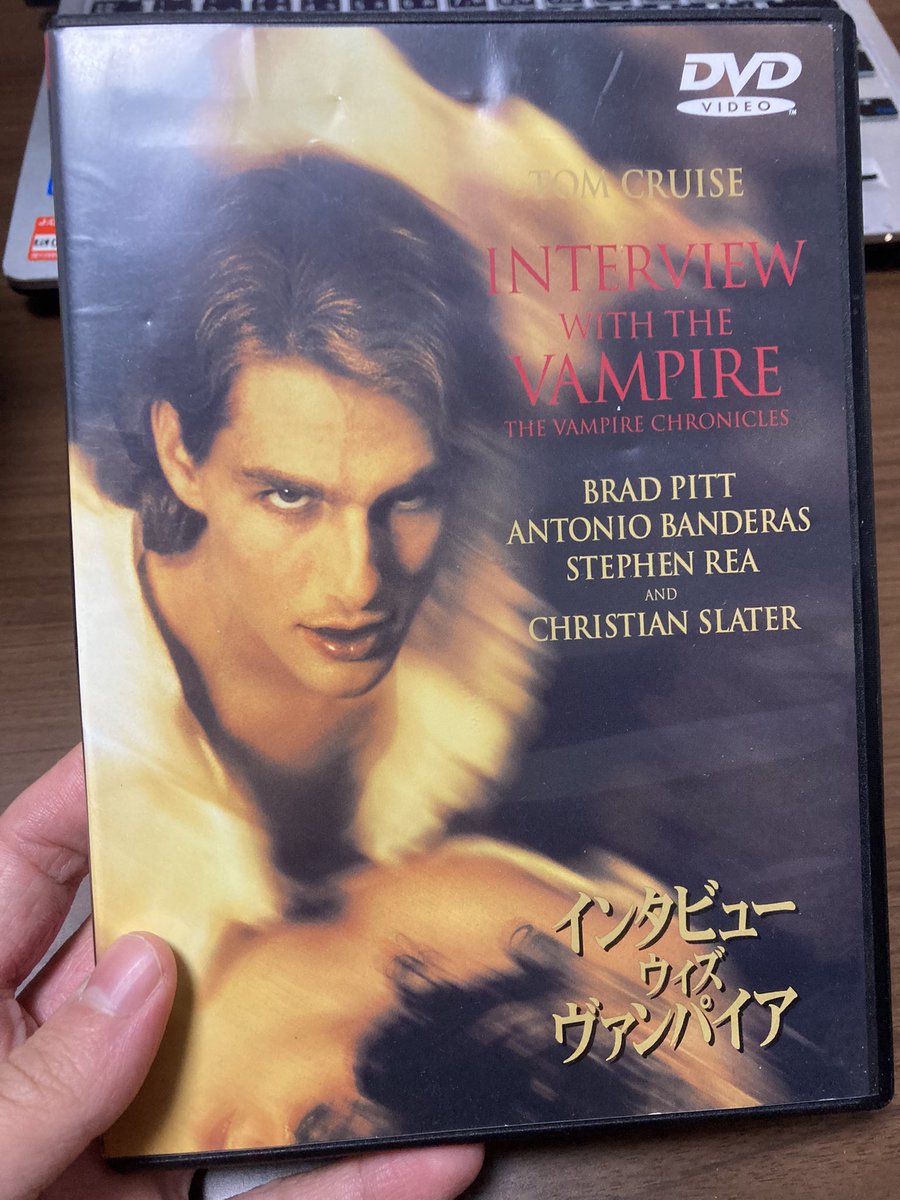 DVD
VIDEO
TOM CRUISE
INTERVIEW
WITH THE
VAMPIRE
THE VAMPIRE CHRONICLES
BRAD PITT
ANTONIO BANDERAS
STEPHEN REA
AND
CHRISTIAN SLATER
インタビュー
ウィズ
ヴァンパイア